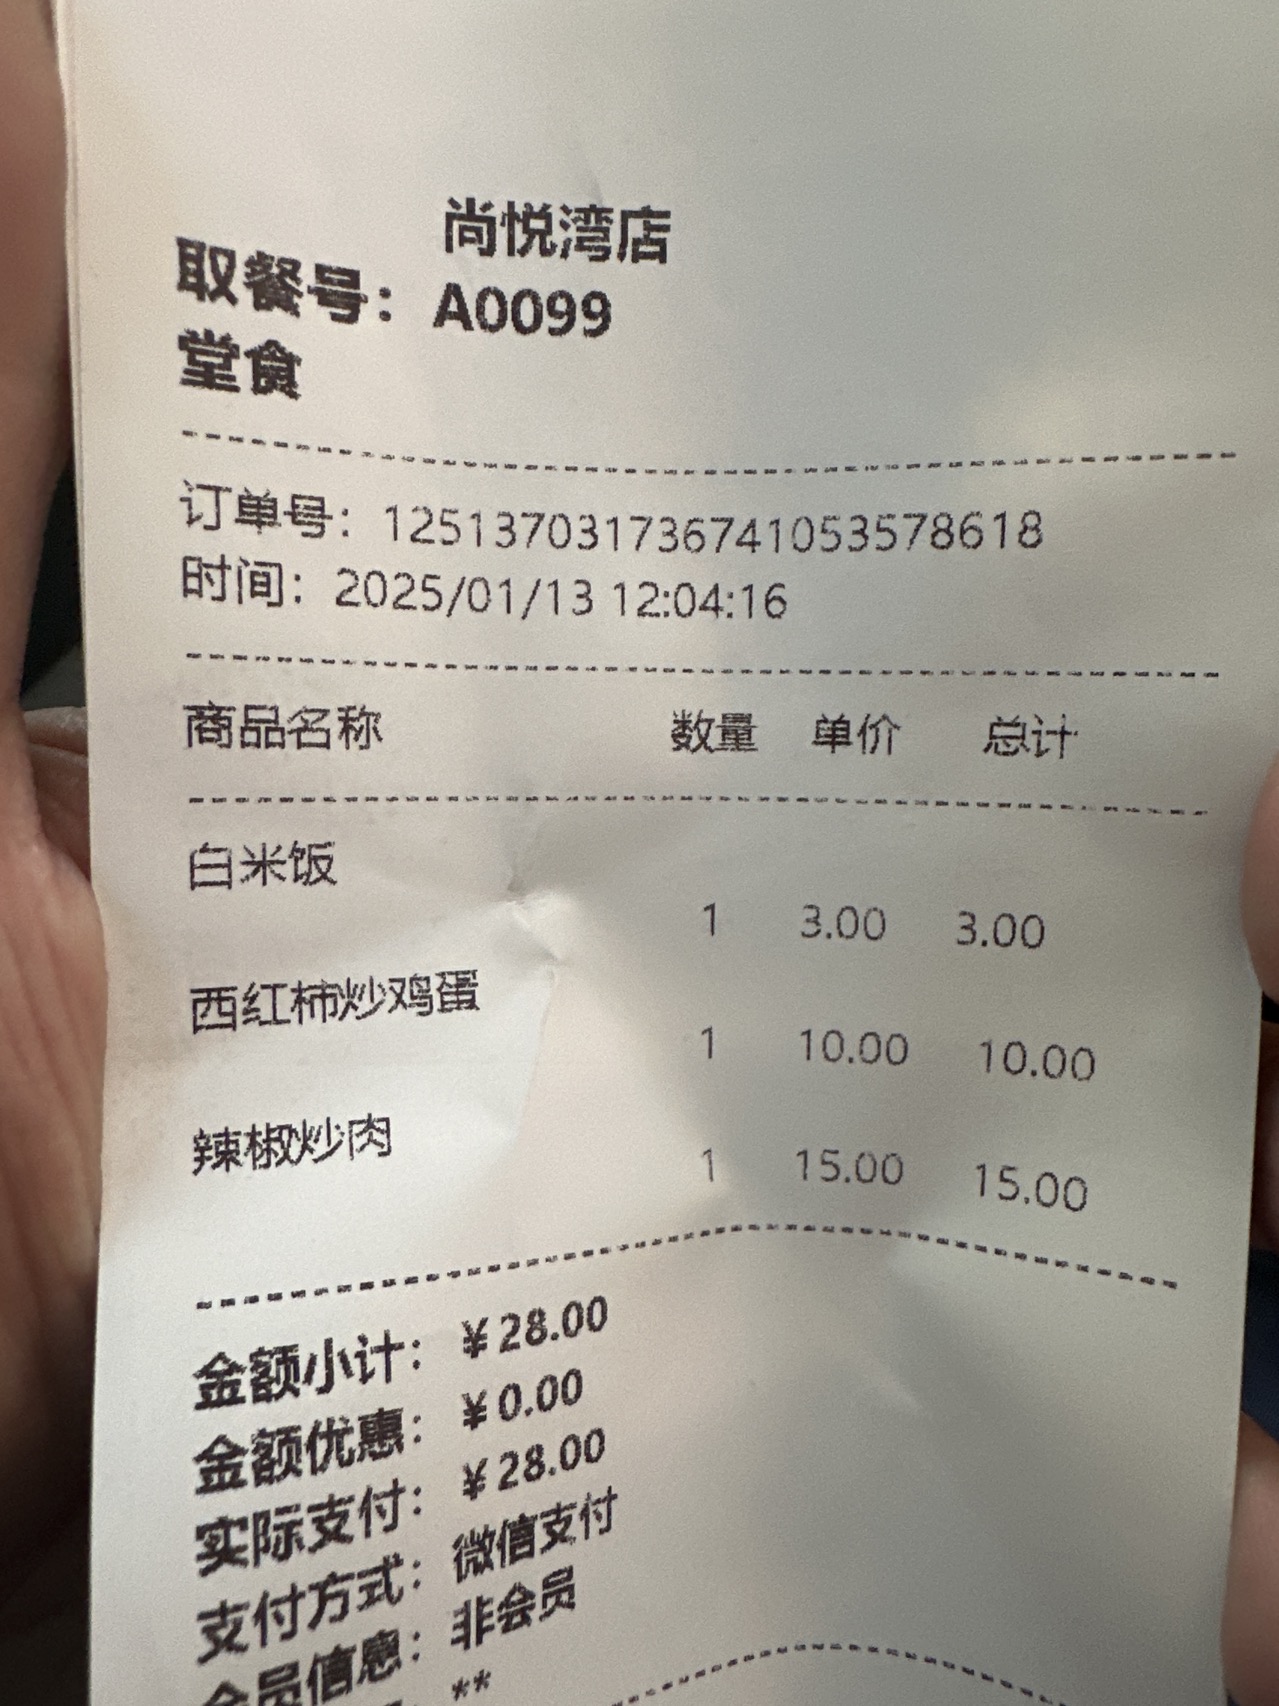 尚悦湾店
取餐号：A0099
堂食
订单号：125137031736741053578618
时间：2025/01/13 12:04:16
商品名称 数量 单价 总计
白米饭
1 3.00 3.00
西红柿炒鸡蛋
1 10.00 10.00
辣椒炒肉
1 15.00 15.00
金额小计：¥28.00
金额优惠：¥0.00
实际支付：¥28.00
支付方式：微信支付
会员信息：非会员
**